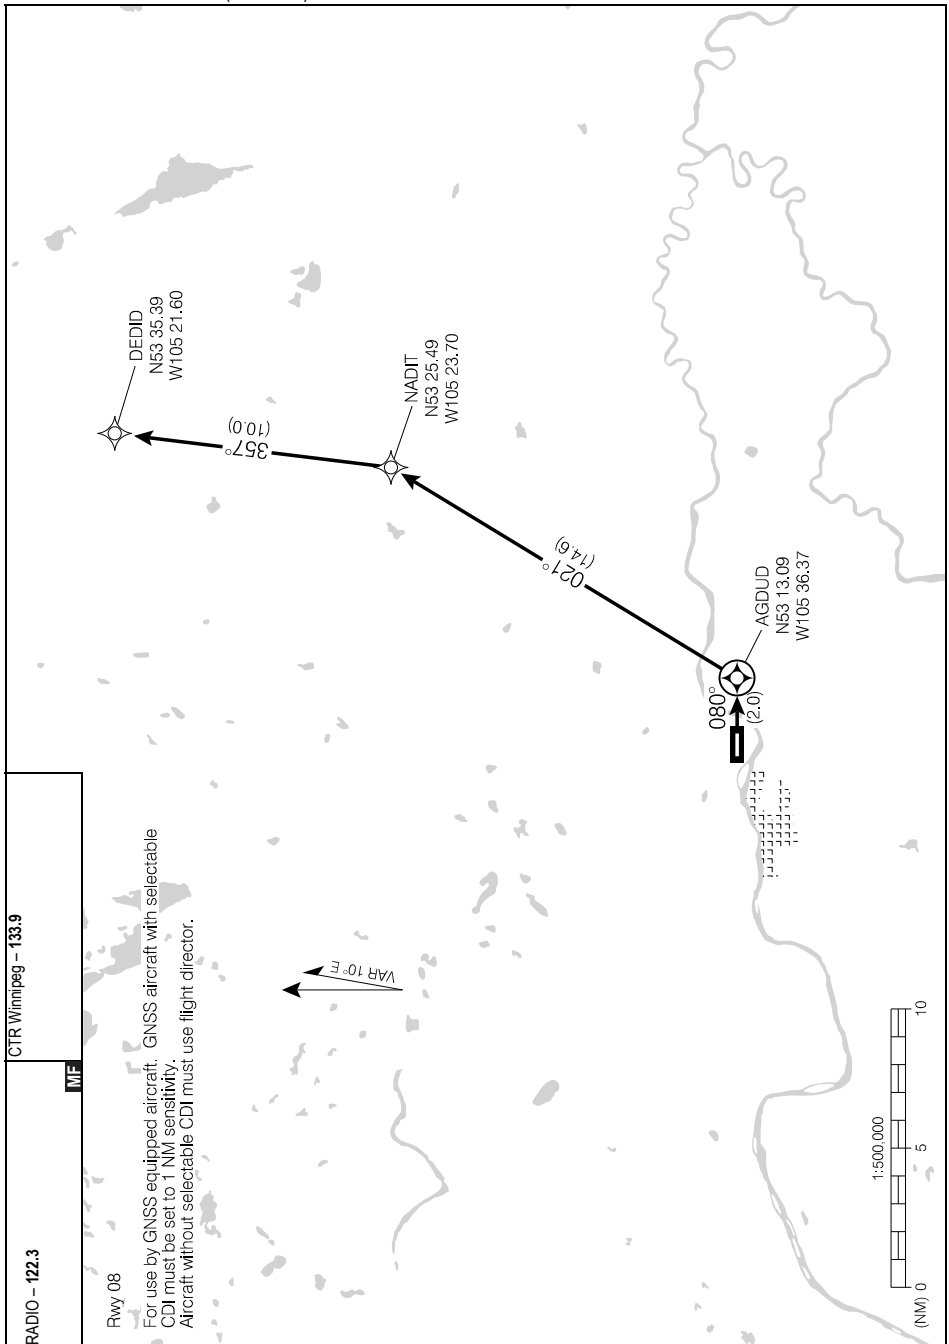 RADIO – 122.3
MF
CTR Winnipeg – 133.9
Rwy 08
For use by GNSS equipped aircraft. GNSS aircraft with selectable
CDI must be set to 1 NM sensitivity.
Aircraft without selectable CDI must use flight director.
DEDID
N53 35.39
W105 21.60
357°
(10.0)
NADIT
N53 25.49
W105 23.70
021°
(14.6)
AGDUD
N53 13.09
W105 36.37
080°
(2.0)
VAR 10° E
1:500,000
(NM) 0
5
10